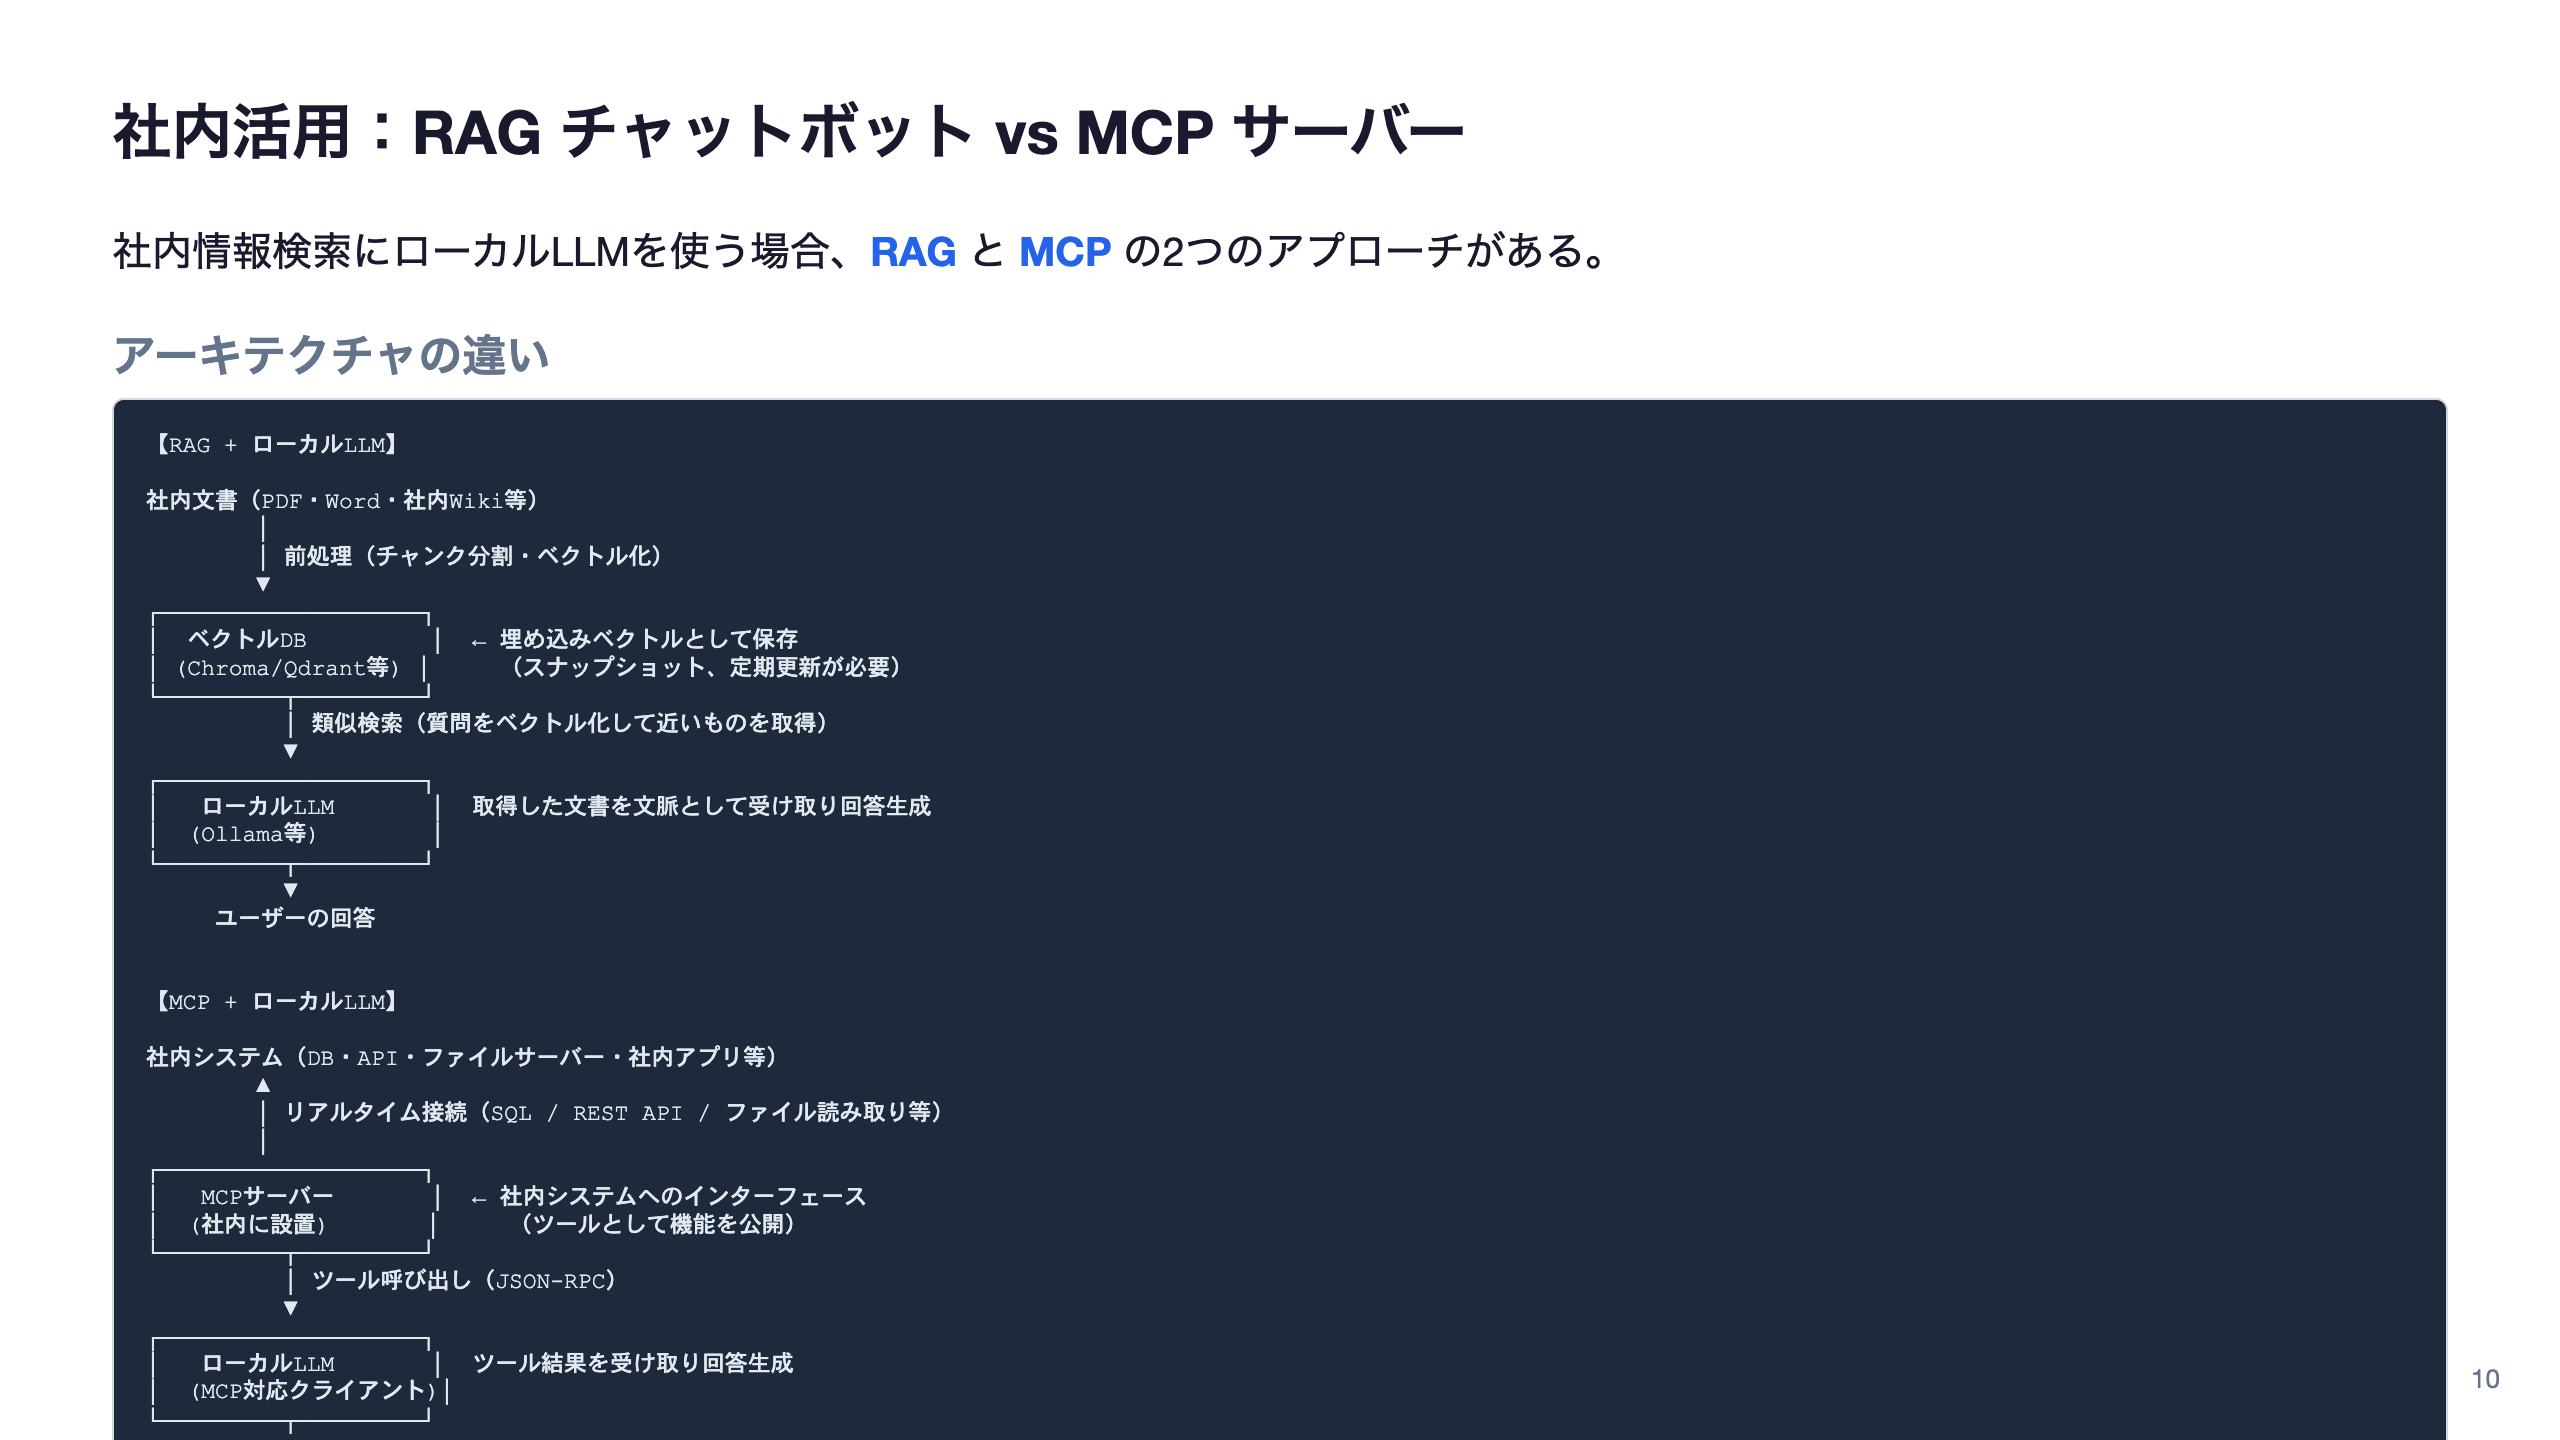 社内活用：RAG チャットボット vs MCP サーバー
社内情報検索にローカルLLMを使う場合、RAG と MCP の2つのアプローチがある。
アーキテクチャの違い
【RAG + ローカルLLM】
社内文書（PDF・Word・社内Wiki等）
│
│ 前処理（チャンク分割・ベクトル化）
▼
┌───────────────────┐
│ ベクトルDB │ ← 埋め込みベクトルとして保存
│ (Chroma/Qdrant等) │ （スナップショット、定期更新が必要）
└─────────┬─────────┘
│ 類似検索（質問をベクトル化して近いものを取得）
▼
┌───────────────────┐
│ ローカルLLM │ 取得した文書を文脈として受け取り回答生成
│ (Ollama等) │
└─────────┬─────────┘
▼
ユーザーの回答
【MCP + ローカルLLM】
社内システム（DB・API・ファイルサーバー・社内アプリ等）
▲
│ リアルタイム接続（SQL / REST API / ファイル読み取り等）
│
┌───────────────────┐
│ MCPサーバー │ ← 社内システムへのインターフェース
│ (社内に設置) │ （ツールとして機能を公開）
└─────────┬─────────┘
│ ツール呼び出し（JSON-RPC）
▼
┌───────────────────┐
│ ローカルLLM │ ツール結果を受け取り回答生成
│ (MCP対応クライアント)│
└─────────┬─────────┘
10